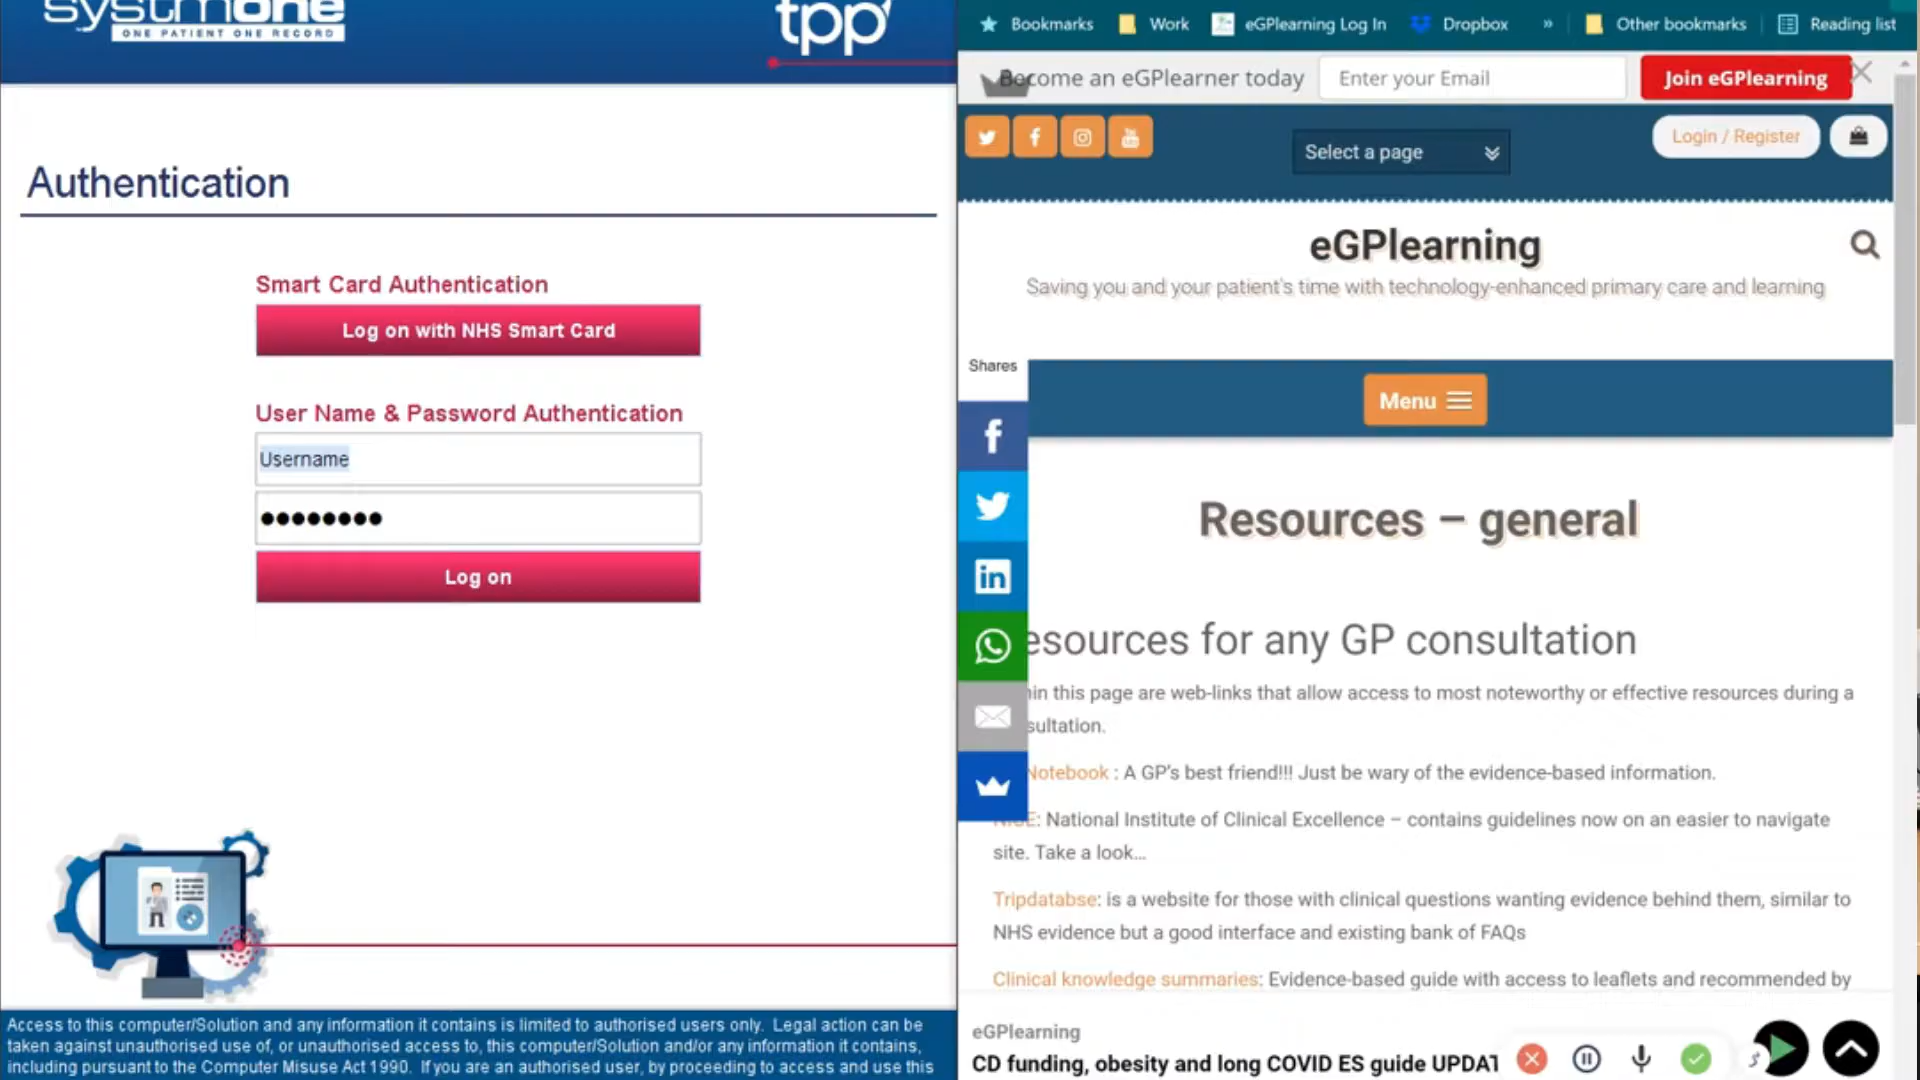 systmone
ONE PATIENT ONE RECORD
tpp
Authentication
Smart Card Authentication
Log on with NHS Smart Card
User Name & Password Authentication
Username
Log on
Access to this computer/Solution and any information it contains is limited to authorised users only. Legal action can be
taken against unauthorised use of, or unauthorised access to, this computer/Solution and/or any information it contains,
including pursuant to the Computer Misuse Act 1990. If you are an authorised user, by proceeding to access and use this
Bookmarks
Work
eGPlearning Log In
Dropbox
»
Other bookmarks
Reading list
Become an eGPlearner today
Enter your Email
Join eGPlearning
Select a page
Login / Register
eGPlearning
Saving you and your patient's time with technology-enhanced primary care and learning
Shares
Menu
Resources – general
esources for any GP consultation
in this page are web-links that allow access to most noteworthy or effective resources during a
sultation.
Notebook : A GP's best friend!!! Just be wary of the evidence-based information.
NICE: National Institute of Clinical Excellence – contains guidelines now on an easier to navigate
site. Take a look...
Tripdatabse: is a website for those with clinical questions wanting evidence behind them, similar to
NHS evidence but a good interface and existing bank of FAQs
Clinical knowledge summaries: Evidence-based guide with access to leaflets and recommended by
eGPlearning
CD funding, obesity and long COVID ES guide UPDAT